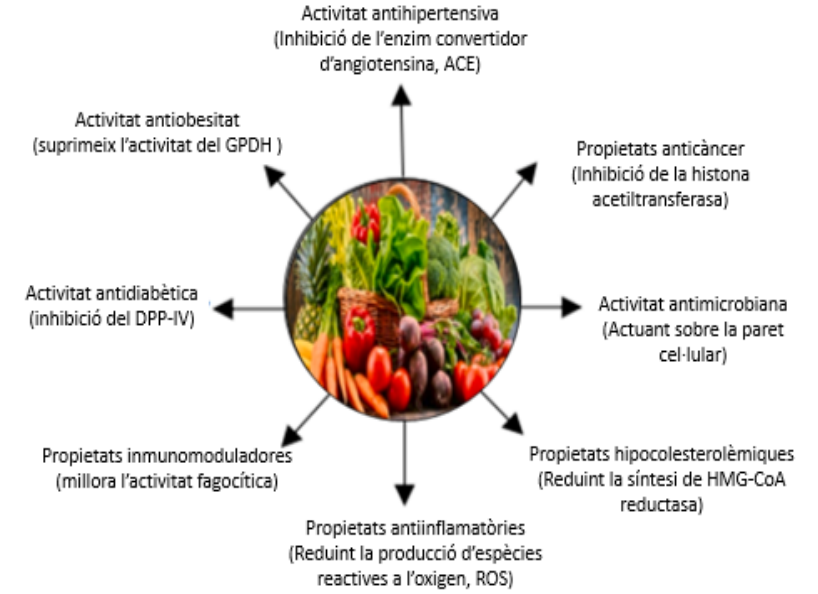 Activitat antihipertensiva
(Inhibició de l'enzim convertidor
d'angiotensina, ACE)
Activitat antiobesitat
(suprimeix l'activitat del GPDH )
Propietats anticàncer
(Inhibició de la histona
acetiltransferasa)
Activitat antidiabètica
(inhibició del DPP-IV)
Activitat antimicrobiana
(Actuant sobre la paret
cel·lular)
Propietats inmunomoduladores
(millora l'activitat fagocítica)
Propietats hipocolesterolèmiques
(Reduint la síntesi de HMG-CoA
reductasa)
Propietats antiinflamatòries
(Reduint la producció d'espècies
reactives a l'oxigen, ROS)